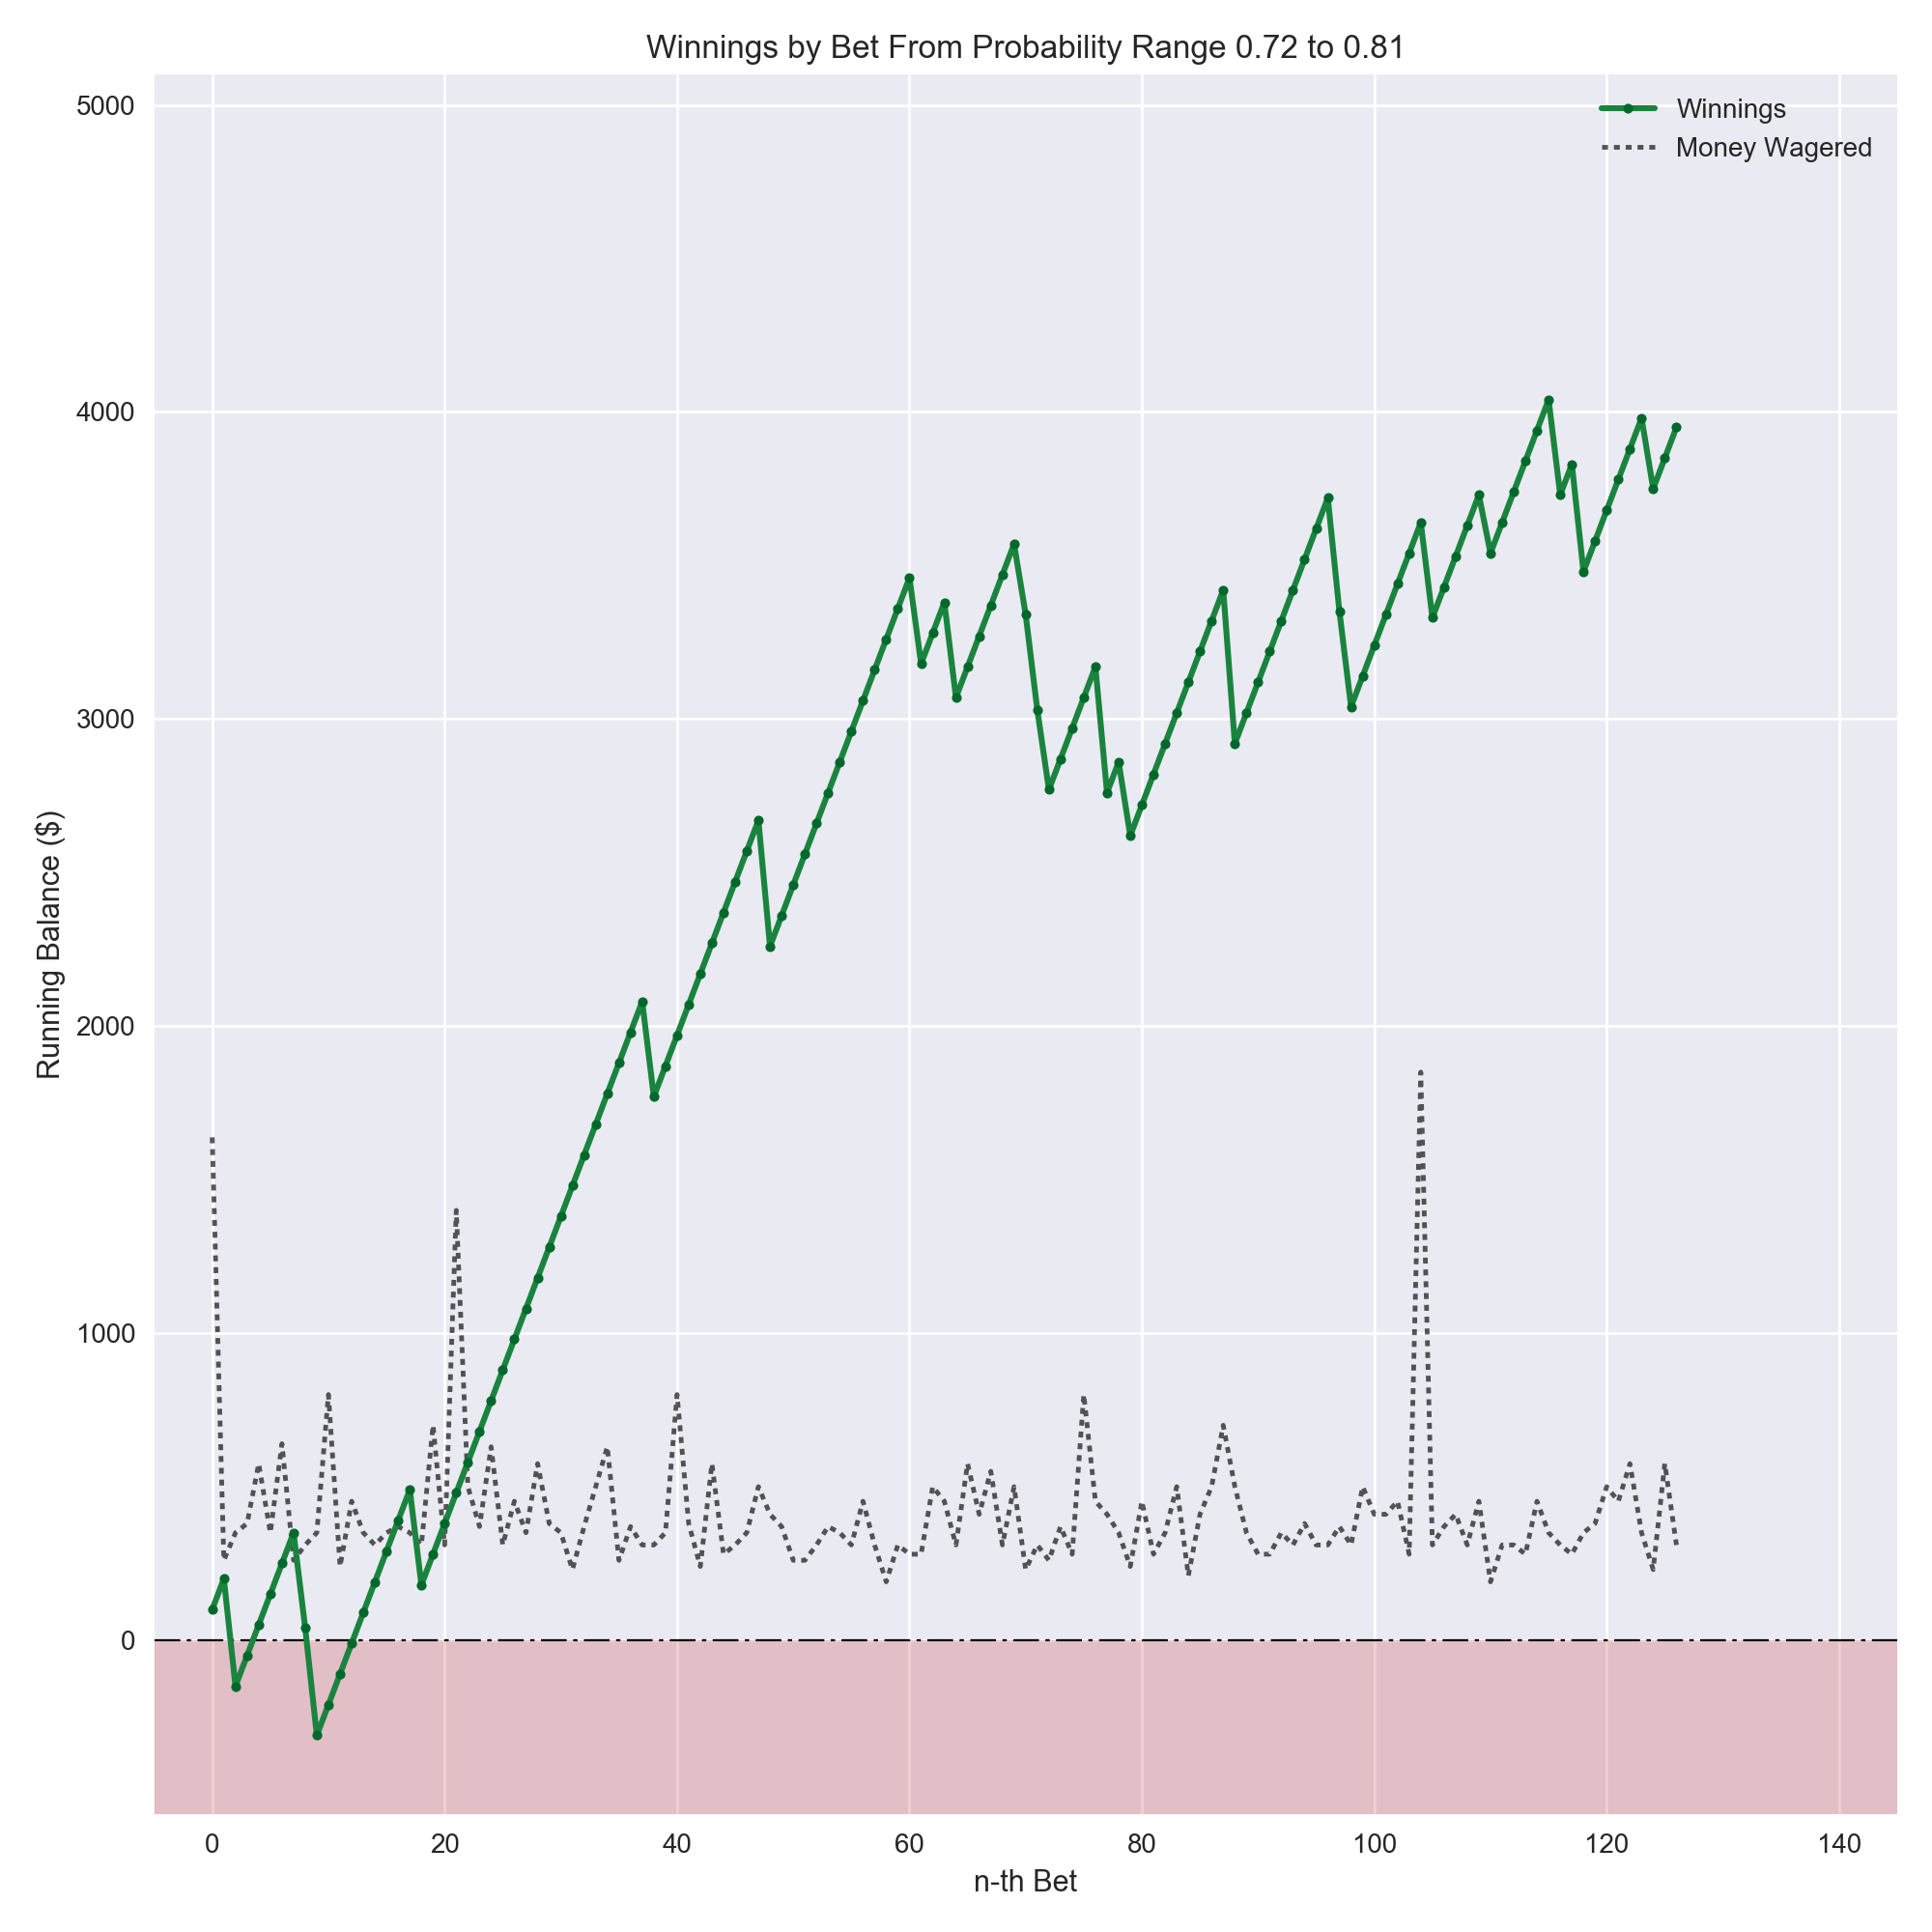 Winnings by Bet From Probability Range 0.72 to 0.81
Winnings
Money Wagered
Running Balance ($)
5000
4000
3000
2000
1000
0
0
20
40
60
80
100
120
140
n-th Bet